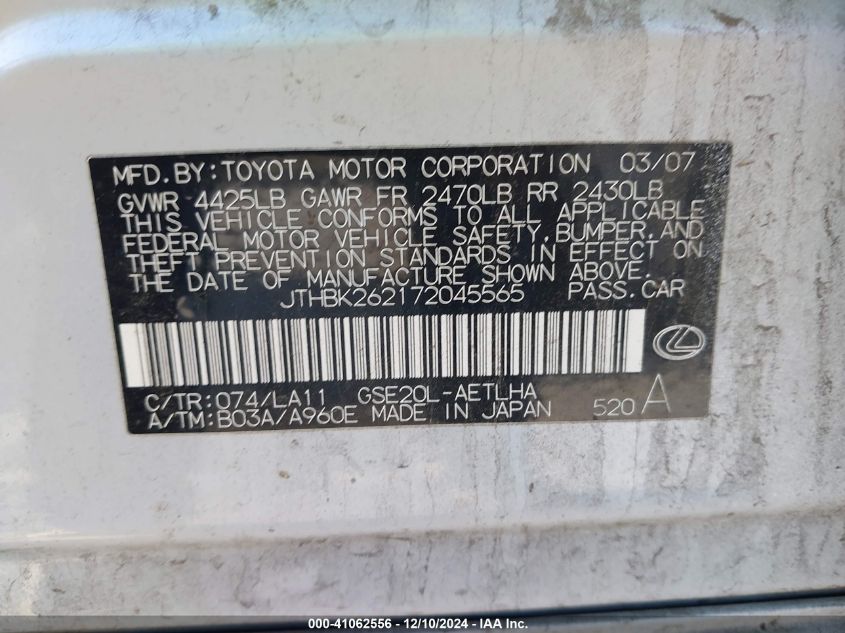 MFD. BY: TOYOTA MOTOR CORPORATION 03/07
GVWR 4425LB GAWR FR 2470LB RR 2430LB
THIS VEHICLE CONFORMS TO ALL APPLICABLE
FEDERAL MOTOR VEHICLE SAFETY, BUMPER, AND
THEFT PREVENTION STANDARDS IN EFFECT ON
THE DATE OF MANUFACTURE SHOWN ABOVE.
JTHBK262172045565 PASS. CAR
C/TR: 074/LA11 GSE20L-AETLHA
A/TM: B03A/A960E MADE IN JAPAN 520 A
000-41062556 - 12/10/2024 - IAA Inc.